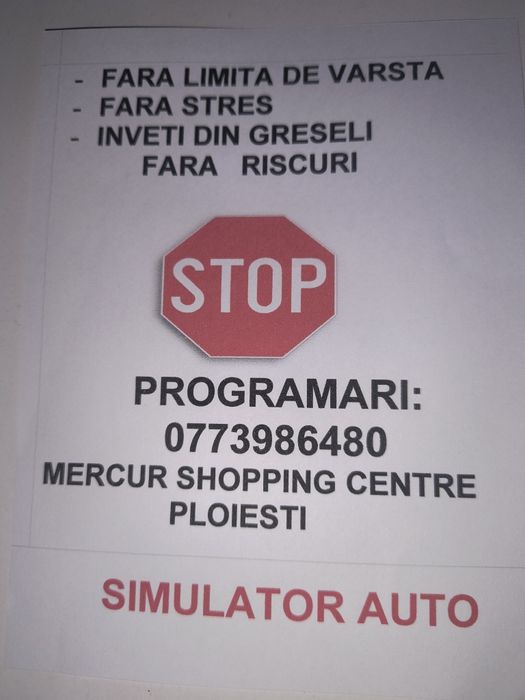 - FARA LIMITA DE VARSTA
- FARA STRES
- INVETI DIN GRESELI
FARA RISCURI
STOP
PROGRAMARI:
0773986480
MERCUR SHOPPING CENTRE
PLOIESTI
SIMULATOR AUTO